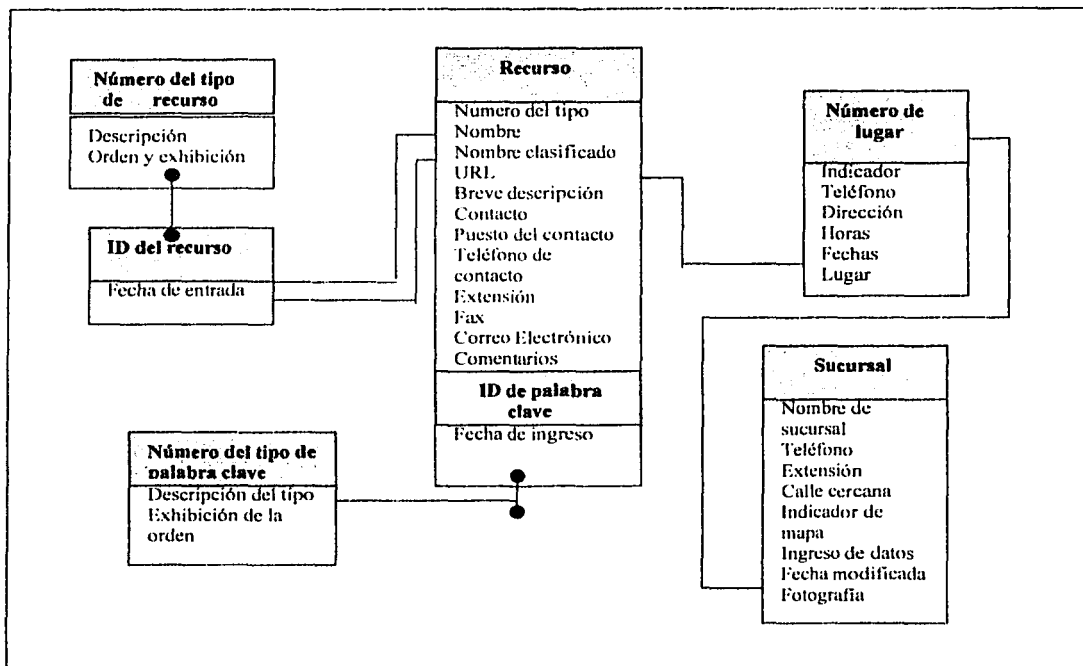 Número del tipo
de recurso
Descripción
Orden y exhibición
ID del recurso
Fecha de entrada
Recurso
Número del tipo
Nombre
Nombre clasificado
URL
Breve descripción
Contacto
Puesto del contacto
Teléfono de
contacto
Extensión
Fax
Correo Electrónico
Comentarios
ID de palabra
clave
Fecha de ingreso
Número del tipo de
palabra clave
Descripción del tipo
Exhibición de la
orden
Número de
lugar
Indicador
Teléfono
Dirección
Horas
Fechas
Lugar
Sucursal
Nombre de
sucursal
Teléfono
Extensión
Calle cercana
Indicador de
mapa
Ingreso de datos
Fecha modificada
Fotografía